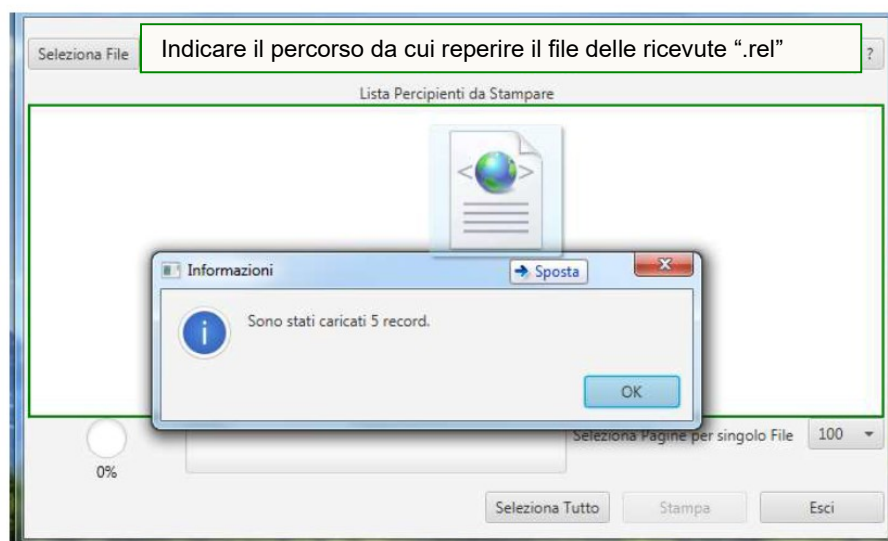 Seleziona File
Indicare il percorso da cui reperire il file delle ricevute “.rel”
?
Lista Percipienti da Stampare
Informazioni
Sposta
Sono stati caricati 5 record.
OK
Seleziona Pagine per singolo File
100
0%
Seleziona Tutto
Stampa
Esci